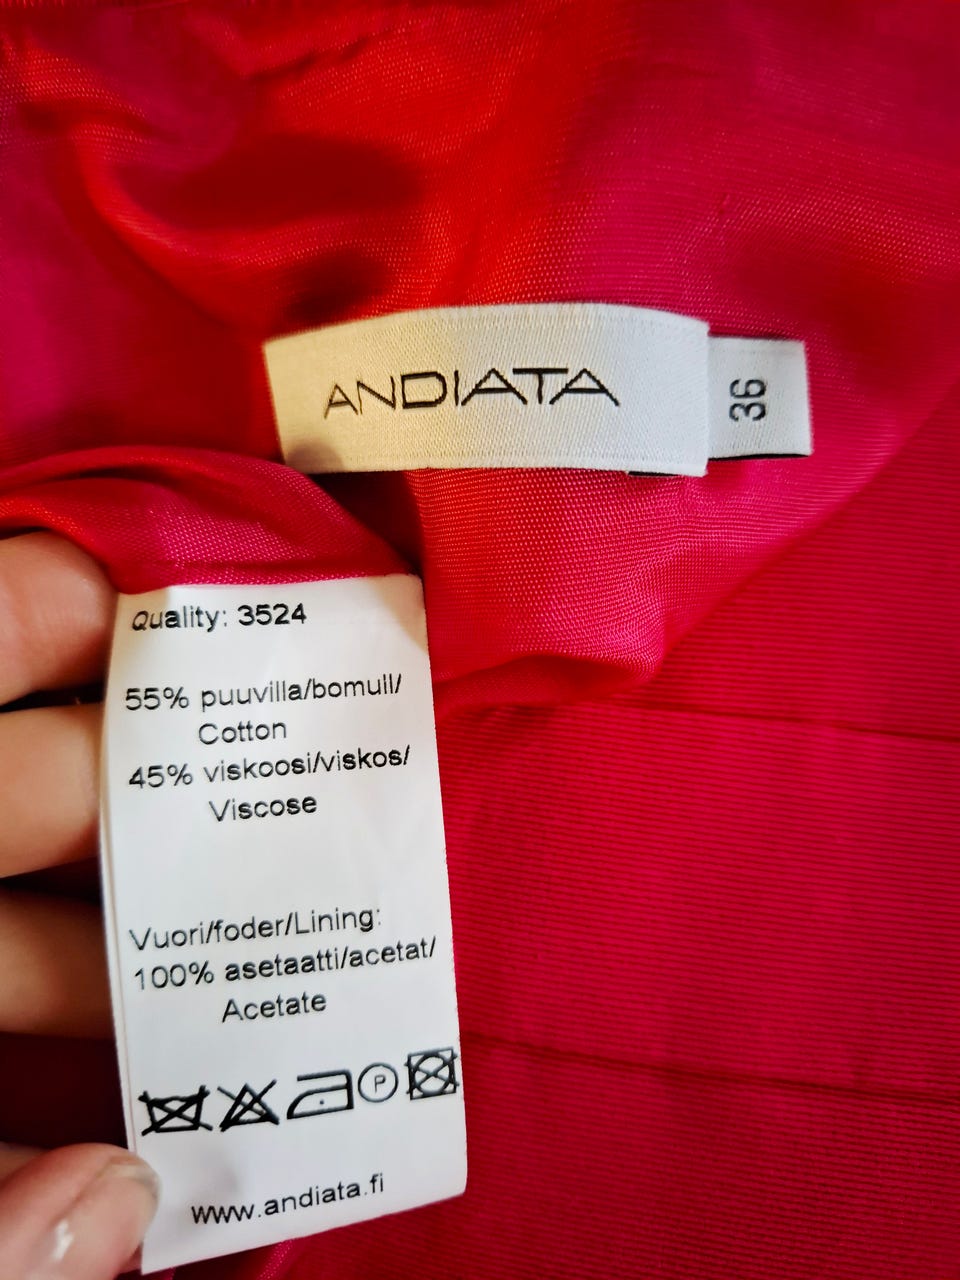 ANDIATA
36
Quality: 3524
55% puuvilla/bomull/
Cotton
45% viskoosi/viskos/
Viscose
Vuori/foder/Lining:
100% asetaatti/acetat/
Acetate
P
www.andiata.fi